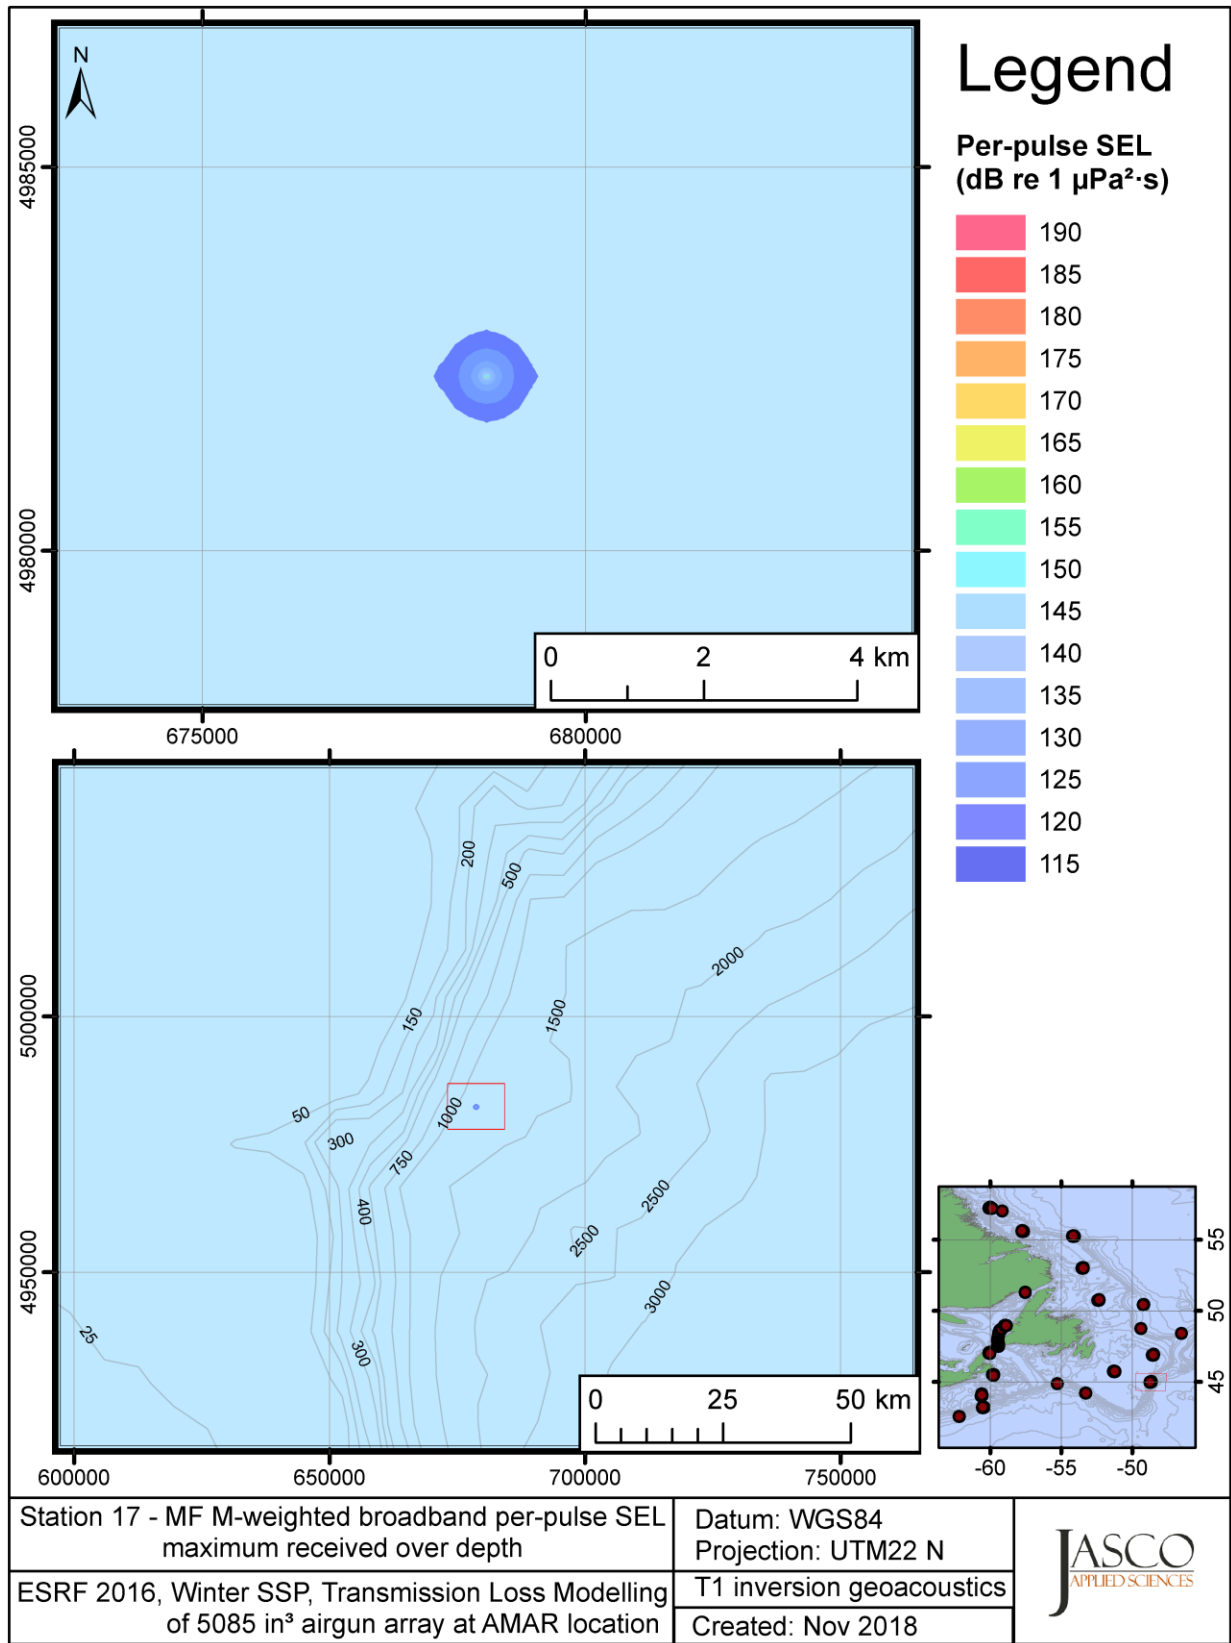 N
4985000
4980000
0 2 4 km
675000 680000
Legend
Per-pulse SEL
(dB re 1 µPa²·s)
190
185
180
175
170
165
160
155
150
145
140
135
130
125
120
115
200
500
2000
1500
150
50
300
1000
750
400
2500
2500
3000
25
300
5000000
4950000
0 25 50 km
600000 650000 700000 750000
55
50
45
-60 -55 -50
Station 17 - MF M-weighted broadband per-pulse SEL
maximum received over depth
ESRF 2016, Winter SSP, Transmission Loss Modelling
of 5085 in³ airgun array at AMAR location
Datum: WGS84
Projection: UTM22 N
T1 inversion geoacoustics
Created: Nov 2018
JASCO
APPLIED SCIENCES